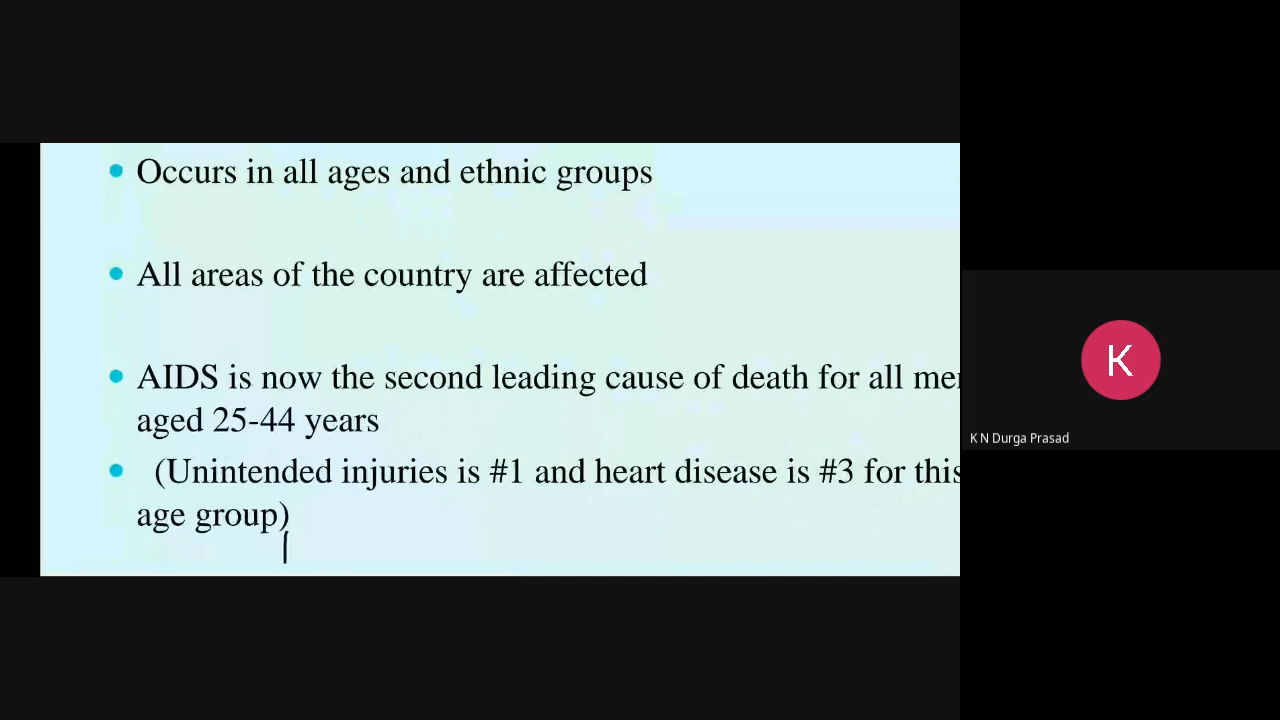 Occurs in all ages and ethnic groups
All areas of the country are affected
AIDS is now the second leading cause of death for all men
aged 25-44 years
(Unintended injuries is #1 and heart disease is #3 for this
age group)
K
K N Durga Prasad